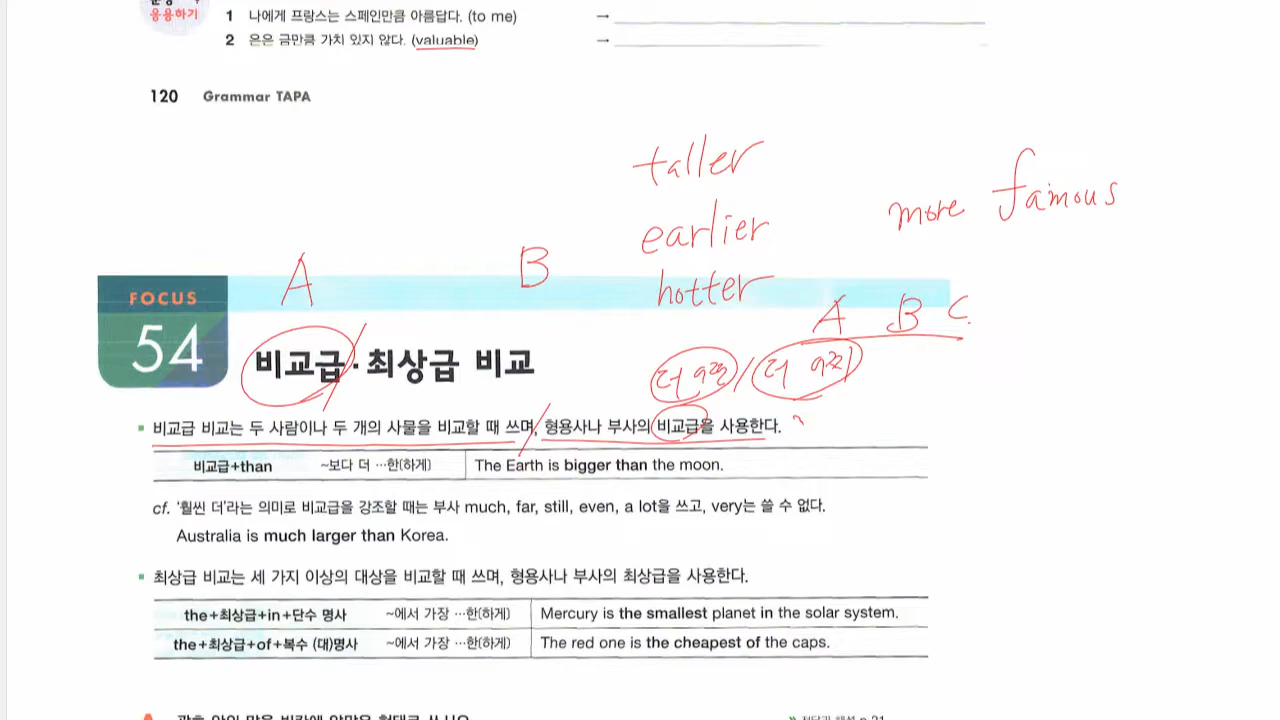 응용하기
1 나에게 프랑스는 스페인만큼 아름답다. (to me) →
2 은은 금만큼 가치 있지 않다. (valuable) →
120 Grammar TAPA
taller
more famous
earlier
A B
hotter
FOCUS
54
A B C
비교급·최상급 비교
더 / 더
비교급 비교는 두 사람이나 두 개의 사물을 비교할 때 쓰며, 형용사나 부사의 비교급을 사용한다.
비교급+than ~보다 더 …한(하게) The Earth is bigger than the moon.
cf. '훨씬 더'라는 의미로 비교급을 강조할 때는 부사 much, far, still, even, a lot을 쓰고, very는 쓸 수 없다.
Australia is much larger than Korea.
최상급 비교는 세 가지 이상의 대상을 비교할 때 쓰며, 형용사나 부사의 최상급을 사용한다.
the+최상급+in+단수 명사 ~에서 가장 …한(하게) Mercury is the smallest planet in the solar system.
the+최상급+of+복수 (대)명사 ~에서 가장 …한(하게) The red one is the cheapest of the caps.